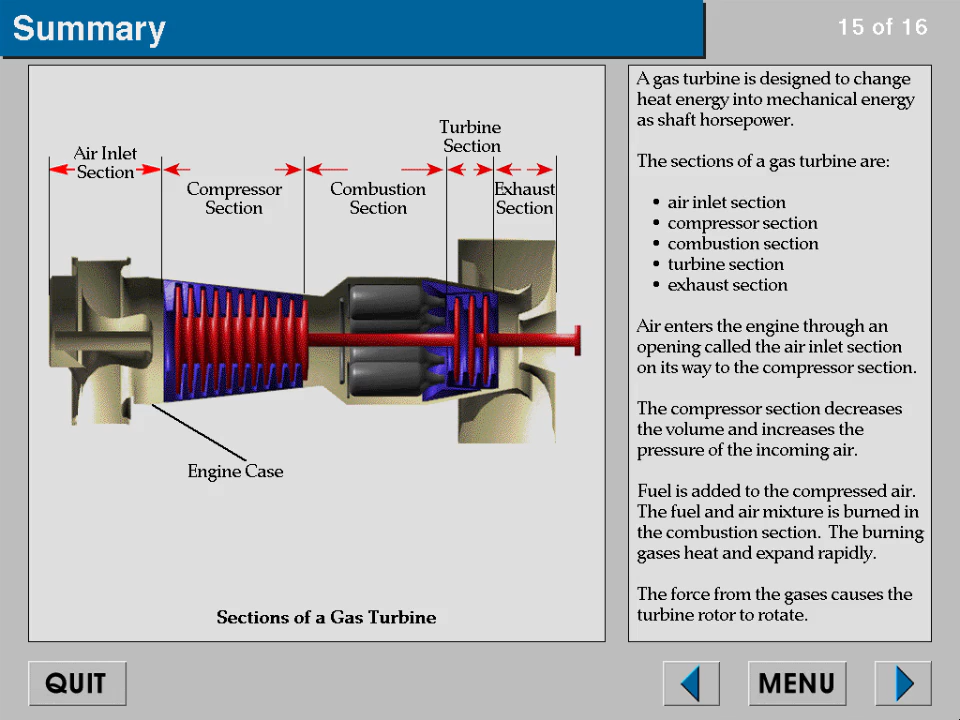 Summary
15 of 16
Air Inlet
Section
Compressor
Section
Combustion
Section
Turbine
Section
Exhaust
Section
Engine Case
Sections of a Gas Turbine
A gas turbine is designed to change
heat energy into mechanical energy
as shaft horsepower.
The sections of a gas turbine are:
• air inlet section
• compressor section
• combustion section
• turbine section
• exhaust section
Air enters the engine through an
opening called the air inlet section
on its way to the compressor section.
The compressor section decreases
the volume and increases the
pressure of the incoming air.
Fuel is added to the compressed air.
The fuel and air mixture is burned in
the combustion section. The burning
gases heat and expand rapidly.
The force from the gases causes the
turbine rotor to rotate.
QUIT
MENU